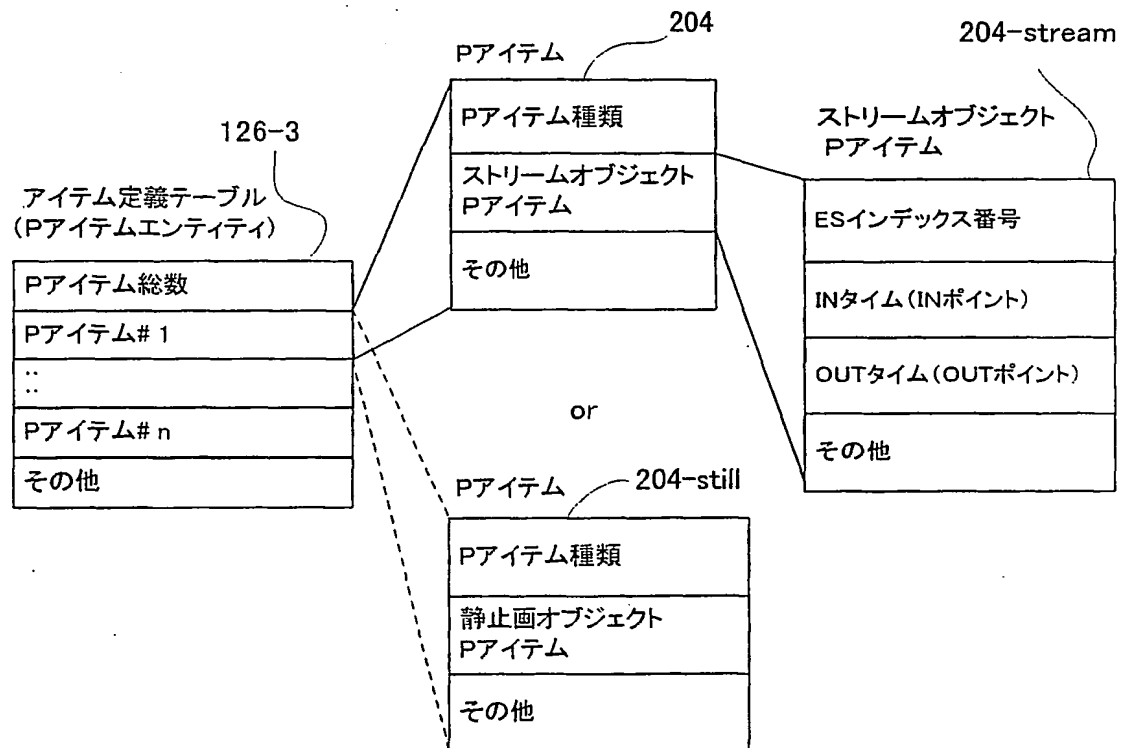 126-3
アイテム定義テーブル
(Pアイテムエンティティ)
Pアイテム総数
Pアイテム# 1
::
Pアイテム# n
その他
204
Pアイテム
Pアイテム種類
ストリームオブジェクト
Pアイテム
その他
or
Pアイテム
204-still
Pアイテム種類
静止画オブジェクト
Pアイテム
その他
204-stream
ストリームオブジェクト
Pアイテム
ESインデックス番号
INタイム(INポイント)
OUTタイム(OUTポイント)
その他